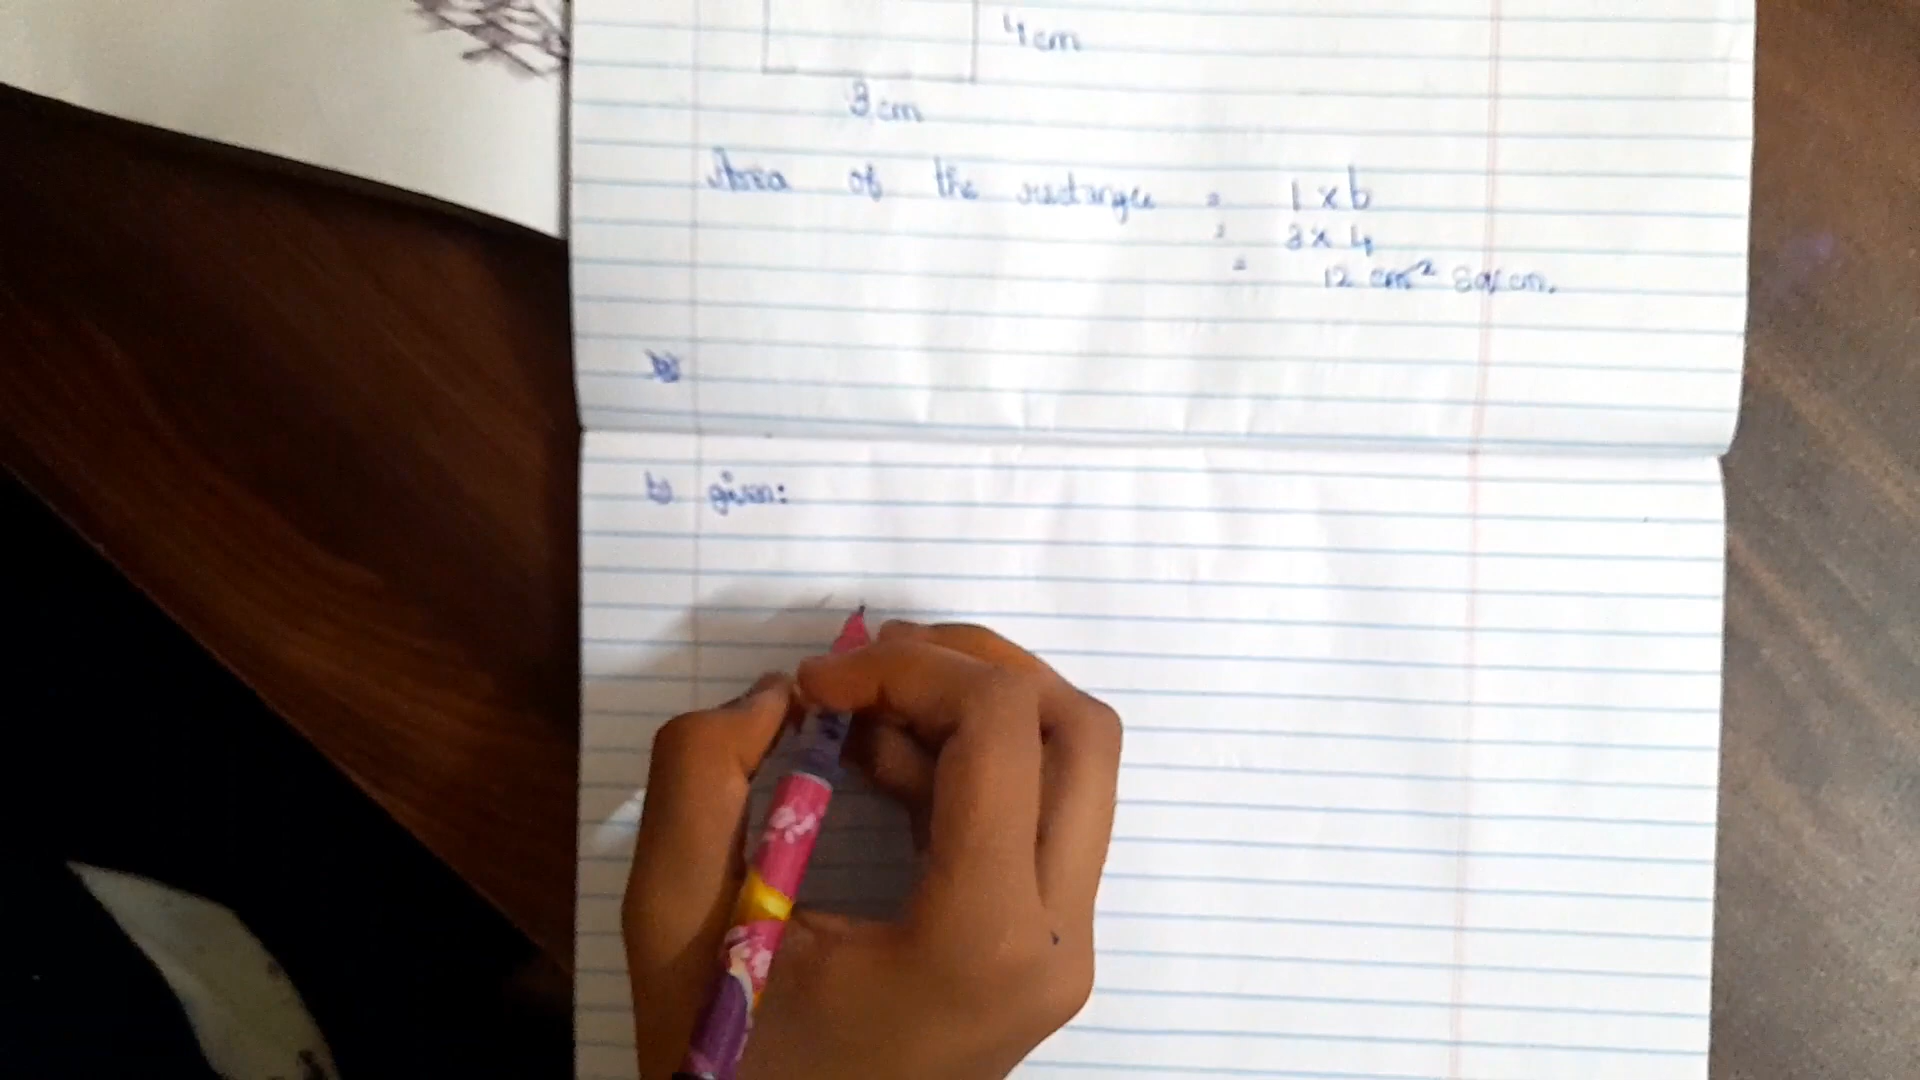 4cm
3cm
Area of the rectangle = l x b
= 3 x 4
= 12 cm² sq cm.
b)
b) given: